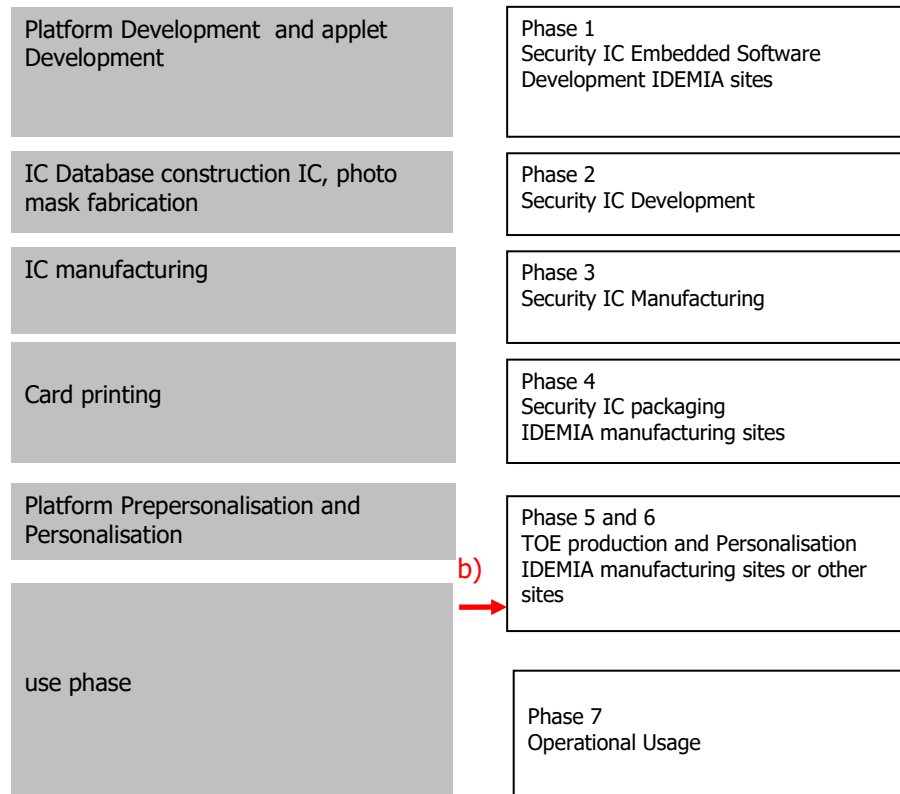 Platform Development  and applet
Development
Phase 1
Security IC Embedded Software
Development IDEMIA sites
IC Database construction IC, photo
mask fabrication
Phase 2
Security IC Development
IC manufacturing
Phase 3
Security IC Manufacturing
Card printing
Phase 4
Security IC packaging
IDEMIA manufacturing sites
Platform Prepersonalisation and
Personalisation
b)
Phase 5 and 6
TOE production and Personalisation
IDEMIA manufacturing sites or other
sites
use phase
Phase 7
Operational Usage